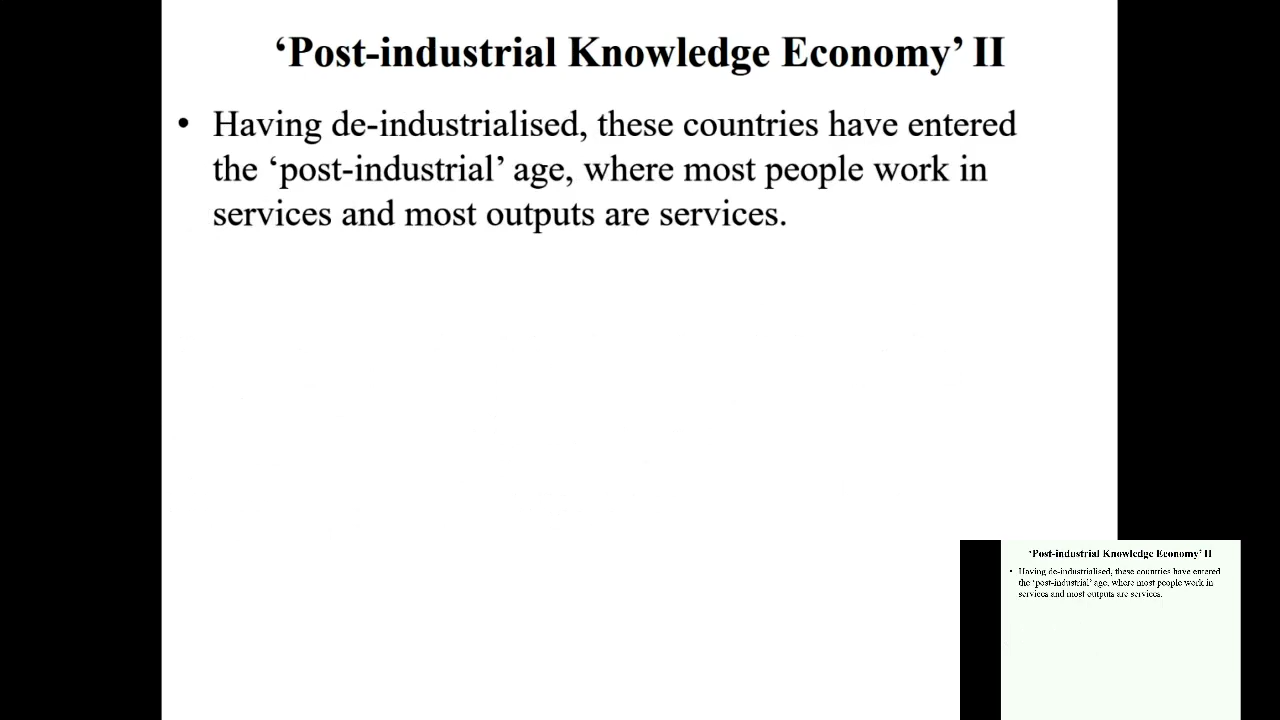 ‘Post-industrial Knowledge Economy’ II
• Having de-industrialised, these countries have entered
the ‘post-industrial’ age, where most people work in
services and most outputs are services.
‘Post-industrial Knowledge Economy’ II
• Having de-industrialised, these countries have entered
the ‘post-industrial’ age, where most people work in
services and most outputs are services.